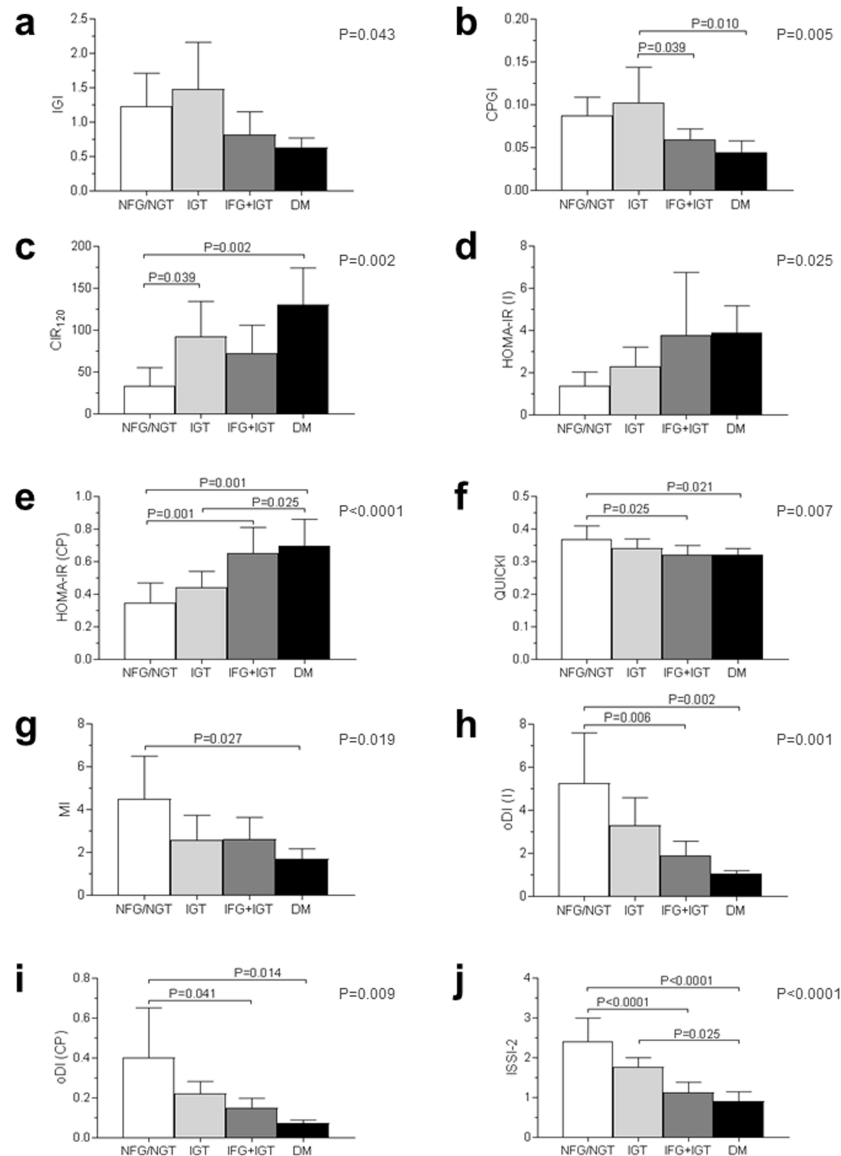 a
P=0.043
2.5
2.0
1.5
1.0
0.5
0.0
IGI
NFG/NGT IGT IFG+IGT DM
b
P=0.010
P=0.039
P=0.005
0.20
0.15
0.10
0.05
0.00
CPGI
NFG/NGT IGT IFG+IGT DM
c
P=0.002
P=0.039
P=0.002
200
150
100
50
0
CIR120
NFG/NGT IGT IFG+IGT DM
d
P=0.025
8
6
4
2
0
HOMA-IR (I)
NFG/NGT IGT IFG+IGT DM
e
P=0.001
P=0.025
P=0.001
P<0.0001
1.0
0.8
0.6
0.4
0.2
0.0
HOMA-IR (CP)
NFG/NGT IGT IFG+IGT DM
f
P=0.021
P=0.025
P=0.007
0.5
0.4
0.3
0.2
0.1
0.0
QUICKI
NFG/NGT IGT IFG+IGT DM
g
P=0.027
P=0.019
8
6
4
2
0
MI
NFG/NGT IGT IFG+IGT DM
h
P=0.002
P=0.006
P=0.001
8
6
4
2
0
oDI (I)
NFG/NGT IGT IFG+IGT DM
i
P=0.014
P=0.041
P=0.009
0.8
0.6
0.4
0.2
0.0
oDI (CP)
NFG/NGT IGT IFG+IGT DM
j
P<0.0001
P<0.0001
P=0.025
P<0.0001
4
3
2
1
0
ISSI-2
NFG/NGT IGT IFG+IGT DM